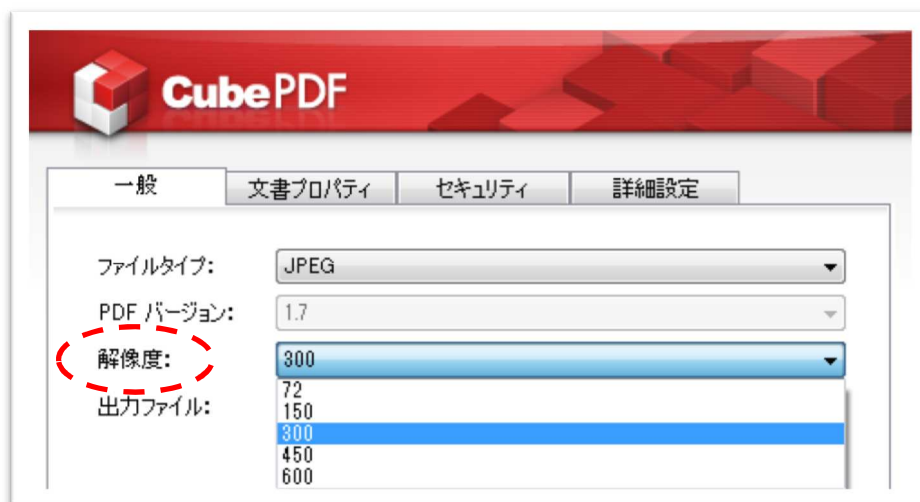 CubePDF
一般 文書プロパティ セキュリティ 詳細設定
ファイルタイプ: JPEG
PDF バージョン: 1.7
解像度: 300
72
出力ファイル: 150
300
450
600